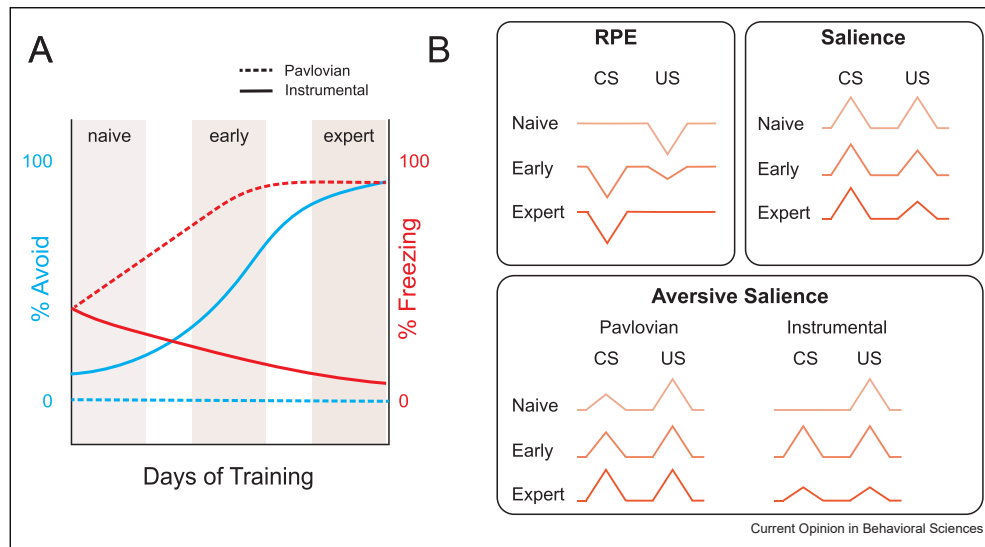 A
Pavlovian
Instrumental
naive early expert
100 100
% Avoid
% Freezing
0 0
Days of Training
B
RPE
CS US
Naive
Early
Expert
Salience
CS US
Naive
Early
Expert
Aversive Salience
Pavlovian Instrumental
CS US CS US
Naive
Early
Expert
Current Opinion in Behavioral Sciences